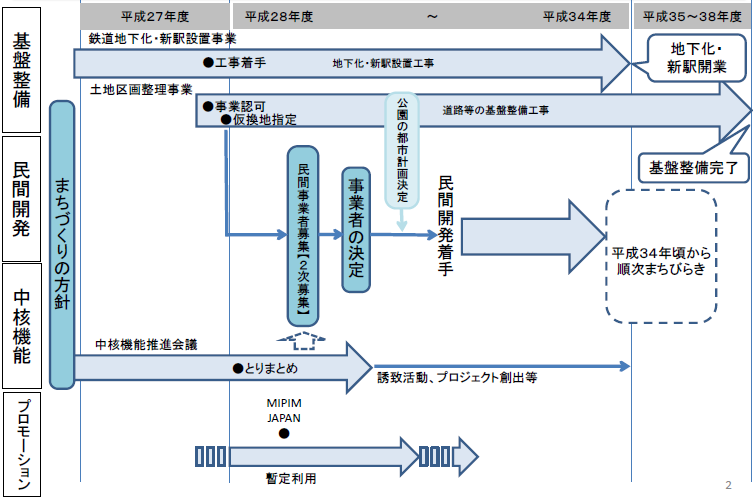 平成27年度
平成28年度
～
平成34年度
平成35～38年度
基盤整備
鉄道地下化・新駅設置事業
●工事着手
地下化・新駅設置工事
地下化・
新駅開業
土地区画整理事業
●事業認可
●仮換地指定
公園の都市計画決定
道路等の基盤整備工事
基盤整備完了
まちづくりの方針
民間開発
民間事業者募集【2次募集】
事業者の決定
民間開発着手
平成34年頃から
順次まちびらき
中核機能
中核機能推進会議
●とりまとめ
誘致活動、プロジェクト創出等
プロモーション
MIPIM
JAPAN
●
暫定利用
2